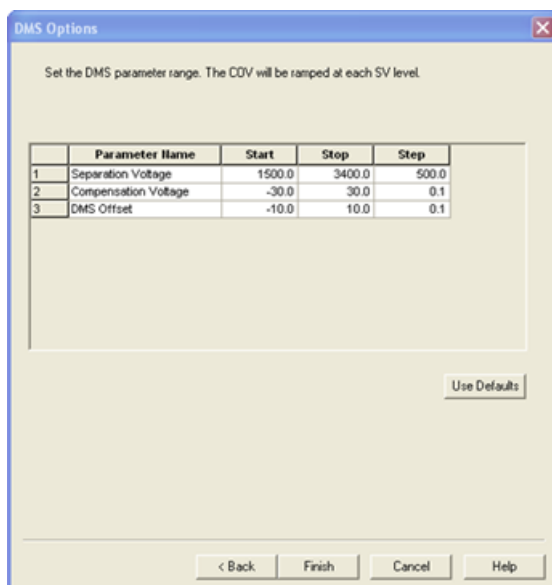 DMS Options
Set the DMS parameter range. The COV will be ramped at each SV level.
Parameter Name Start Stop Step
1 Separation Voltage 1500.0 3400.0 500.0
2 Compensation Voltage -30.0 30.0 0.1
3 DMS Offset -10.0 10.0 0.1
Use Defaults
< Back Finish Cancel Help